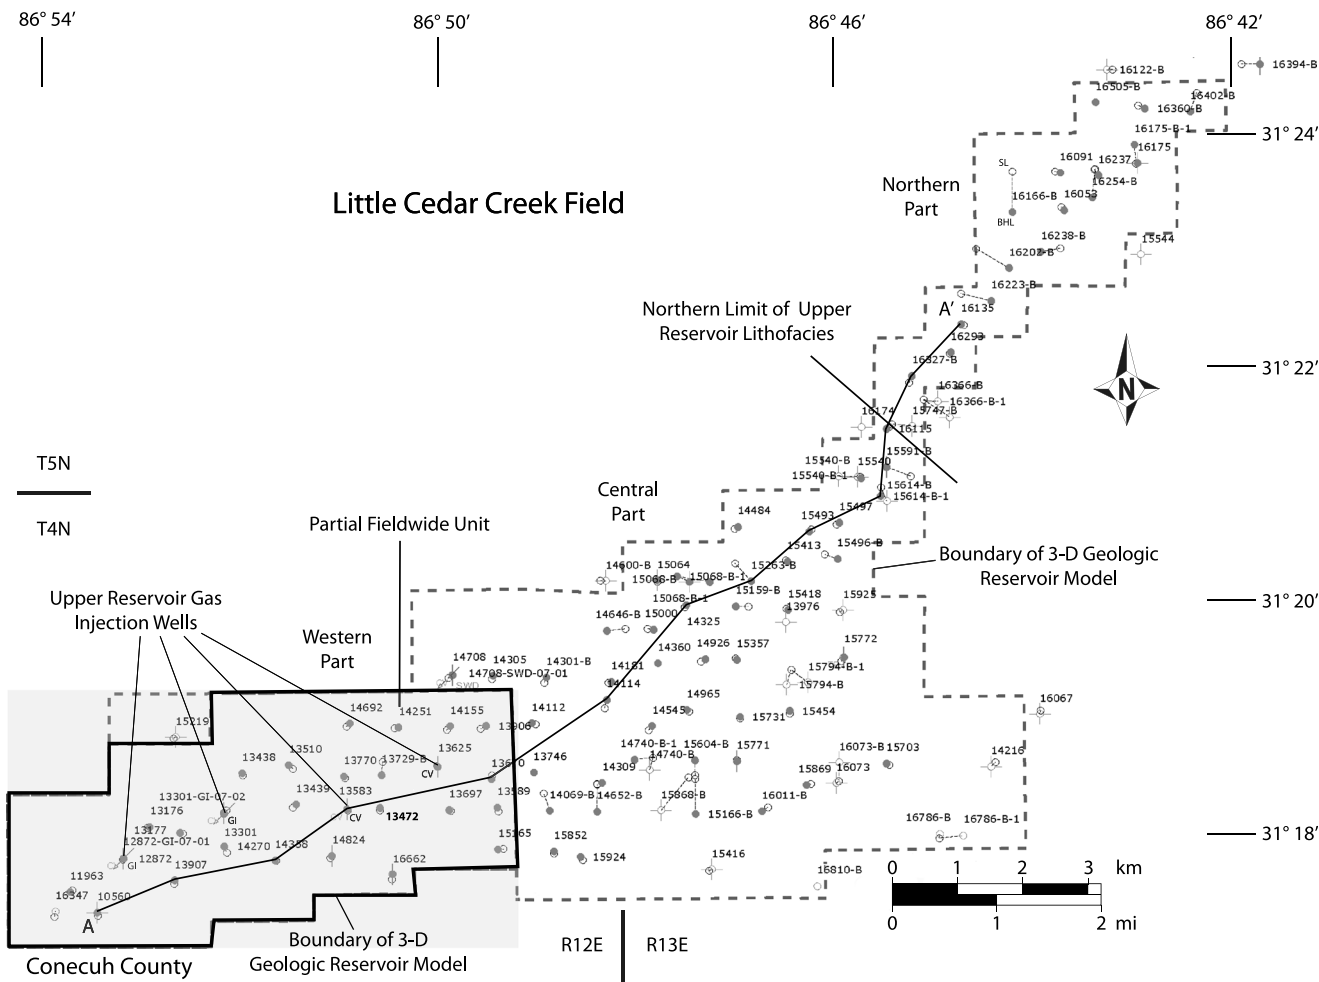 86° 54′
86° 50′
86° 46′
86° 42′
16122-B
16394-B
16505-B
16402-B
16360-B
31° 24′
16175-B-1
16175
SL
16091
16237
16254-B
Northern
Part
Little Cedar Creek Field
16166-B
16053
BHL
16238-B
15544
16202-B
16223-B
A′
16135
Northern Limit of Upper
Reservoir Lithofacies
16293
16327-B
31° 22′
16366-B
16366-B-1
N
16174
15747-B
16115
15591-B
T5N
15540-B
15540
15540-B-1
15614-B
15614-B-1
Central
Part
T4N
Partial Fieldwide Unit
14484
15493
15497
15413
15496-B
Boundary of 3-D Geologic
Reservoir Model
14600-B
15064
15263-B
15068-B
15068-B-1
15159-B
15068-B-1
15418
15925
31° 20′
Upper Reservoir Gas
Injection Wells
13976
14646-B
15000
14325
Western
Part
14926
15357
15772
14360
14708
14305
14301-B
14181
14708-SWD-07-01
SWD
15794-B-1
15794-B
14114
14965
16067
14692
14251
14155
14112
14545
15731
15454
15219
13906
13625
14740-B-1
15604-B
16073-B
15703
14216
13510
13438
13770
13729-B
CV
13670
13746
14740-B
15771
14309
16073
15869
13301-GI-07-02
13439
13583
13697
13589
14069-B
14652-B
15868-B
16011-B
13176
GI
CV
13472
15166-B
16786-B
16786-B-1
13177
13301
12872-GI-07-01
14270
14358
14824
15165
15852
31° 18′
12872
GI
13907
15924
15416
16662
16810-B
11963
0
1
2
3
km
16347
10560
A
0
1
2
mi
Boundary of 3-D
Geologic Reservoir Model
R12E
R13E
Conecuh County